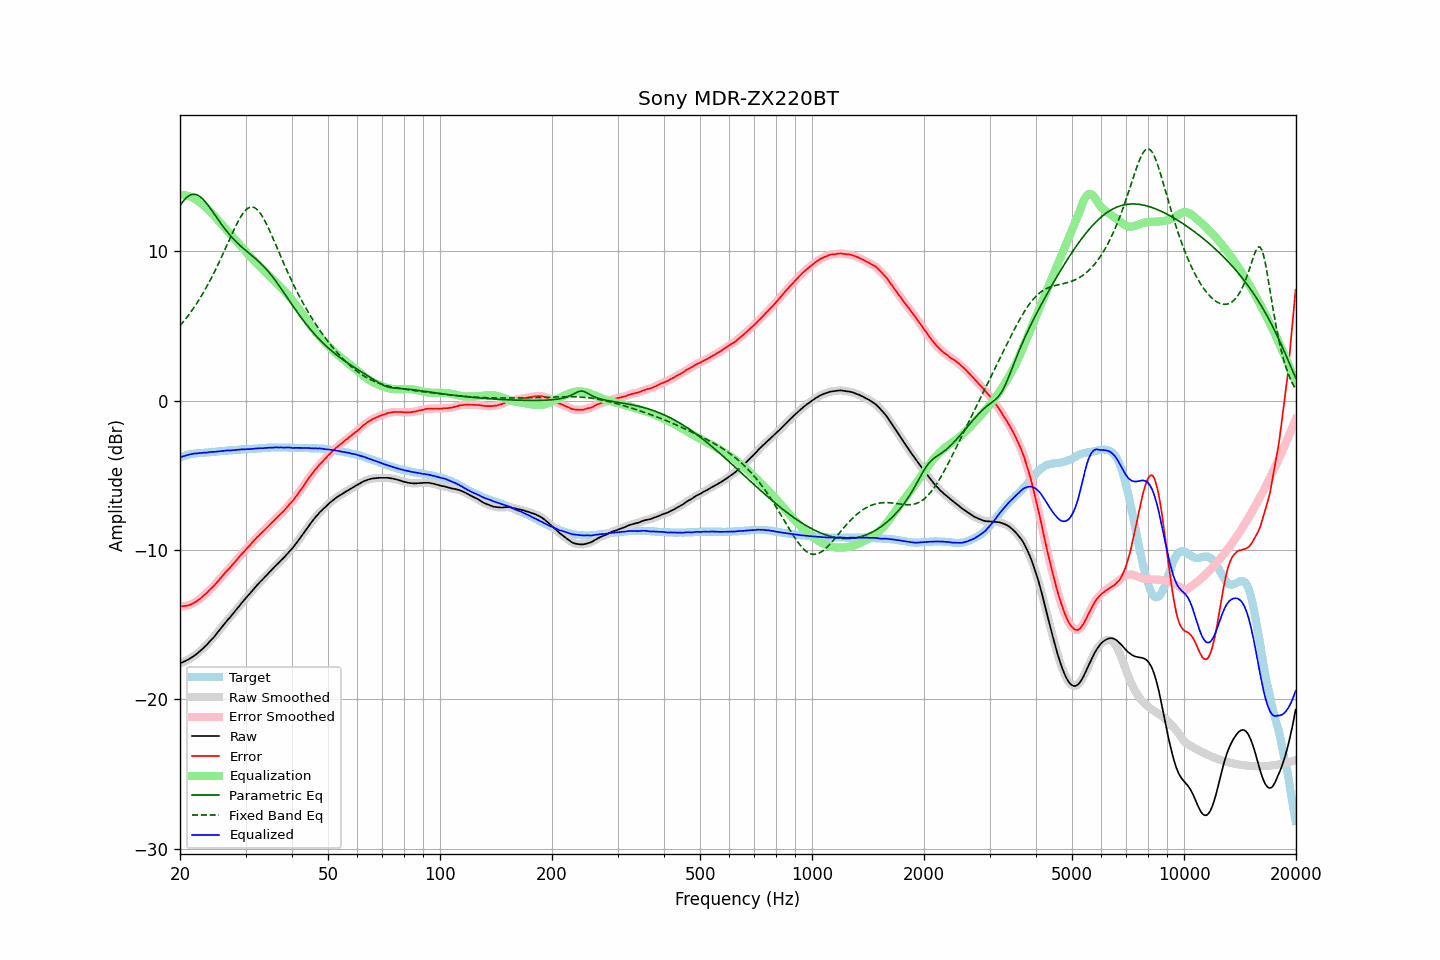 Sony MDR-ZX220BT
Amplitude (dBr)
10
0
−10
−20
−30
Target
Raw Smoothed
Error Smoothed
Raw
Error
Equalization
Parametric Eq
Fixed Band Eq
Equalized
20 50 100 200 500 1000 2000 5000 10000 20000
Frequency (Hz)